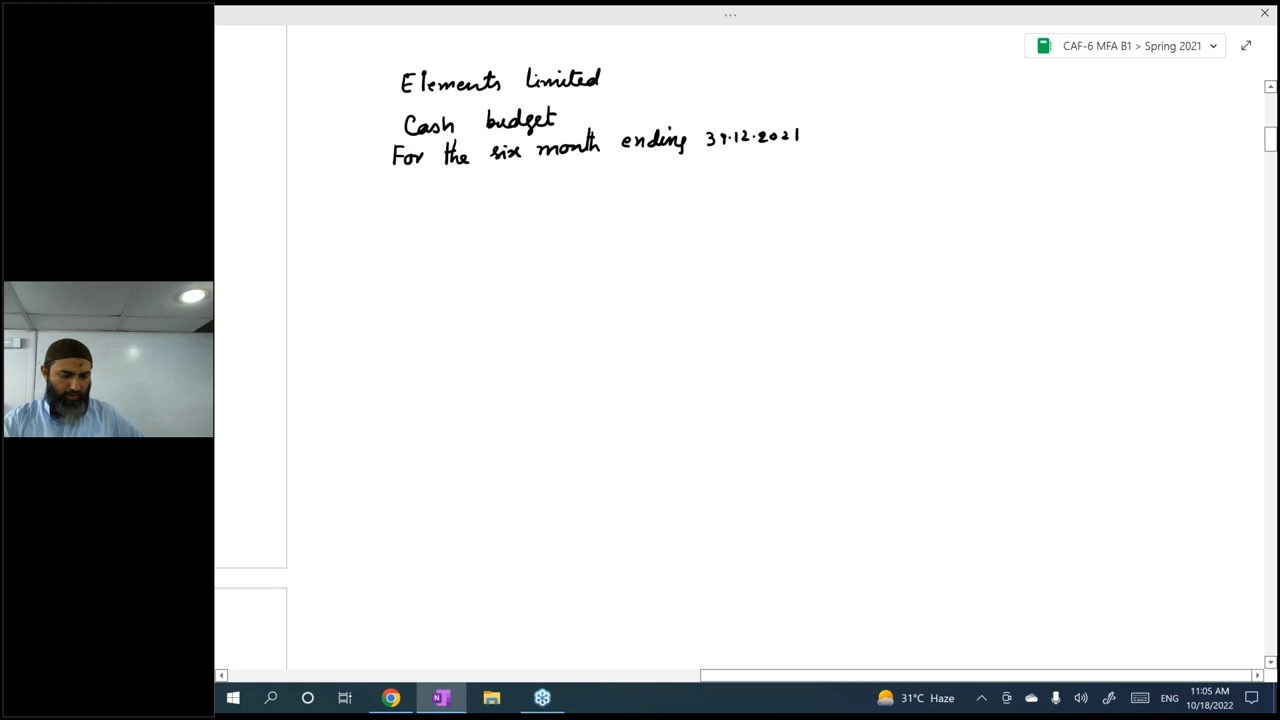 CAF-6 MFA B1 > Spring 2021
Elements Limited
Cash budget
For the six month ending 31.12.2021
31°C Haze
ENG
11:05 AM
10/18/2022